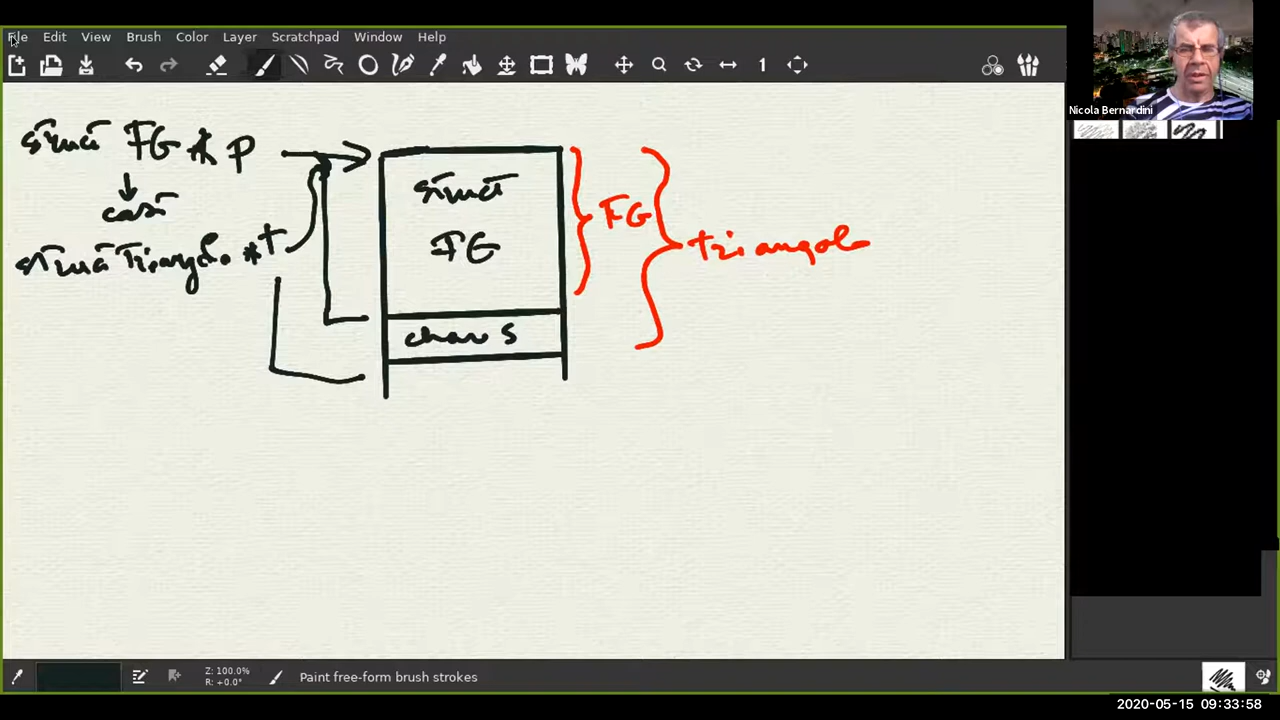 File Edit View Brush Color Layer Scratchpad Window Help
1
Nicola Bernardini
struct FG * p
cast
struct Triangolo *t
struct
FG
char s
FG
triangolo
Z: 100.0%
R: +0.0°
Paint free-form brush strokes
2020-05-15 09:33:58